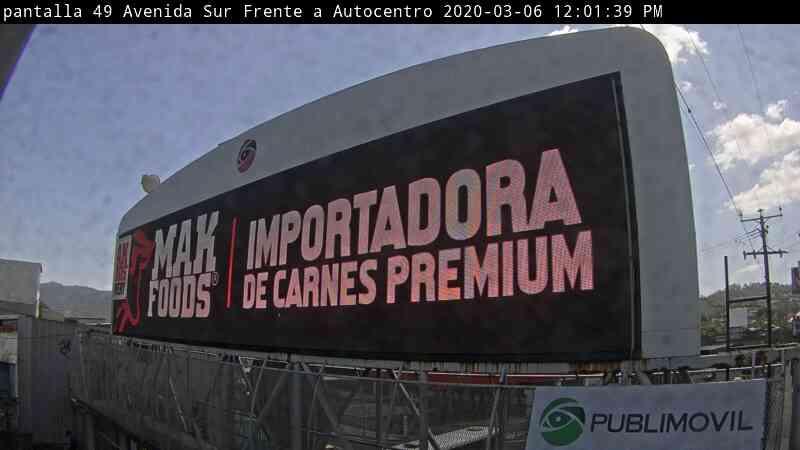 pantalla 49 Avenida Sur Frente a Autocentro 2020-03-06 12:01:39 PM
MAK
FOODS®
IMPORTADORA
DE CARNES PREMIUM
PUBLIMOVIL